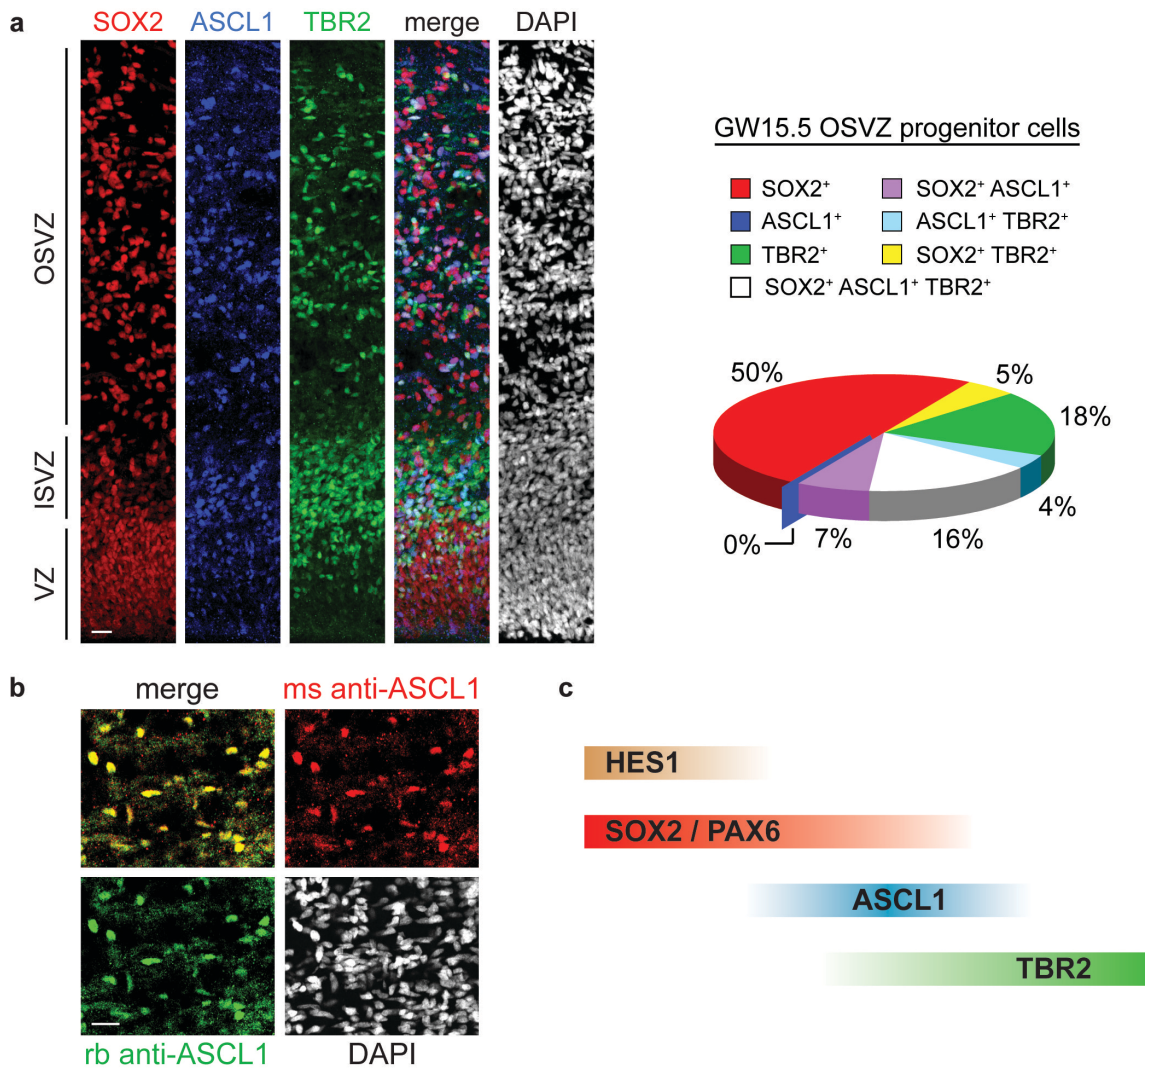 a
SOX2 ASCL1 TBR2 merge DAPI
OSVZ
ISVZ
VZ
GW15.5 OSVZ progenitor cells
SOX2⁺ SOX2⁺ ASCL1⁺
ASCL1⁺ ASCL1⁺ TBR2⁺
TBR2⁺ SOX2⁺ TBR2⁺
SOX2⁺ ASCL1⁺ TBR2⁺
50% 5%
18%
4%
0% 7% 16%
b
merge ms anti-ASCL1
rb anti-ASCL1 DAPI
c
HES1
SOX2 / PAX6
ASCL1
TBR2